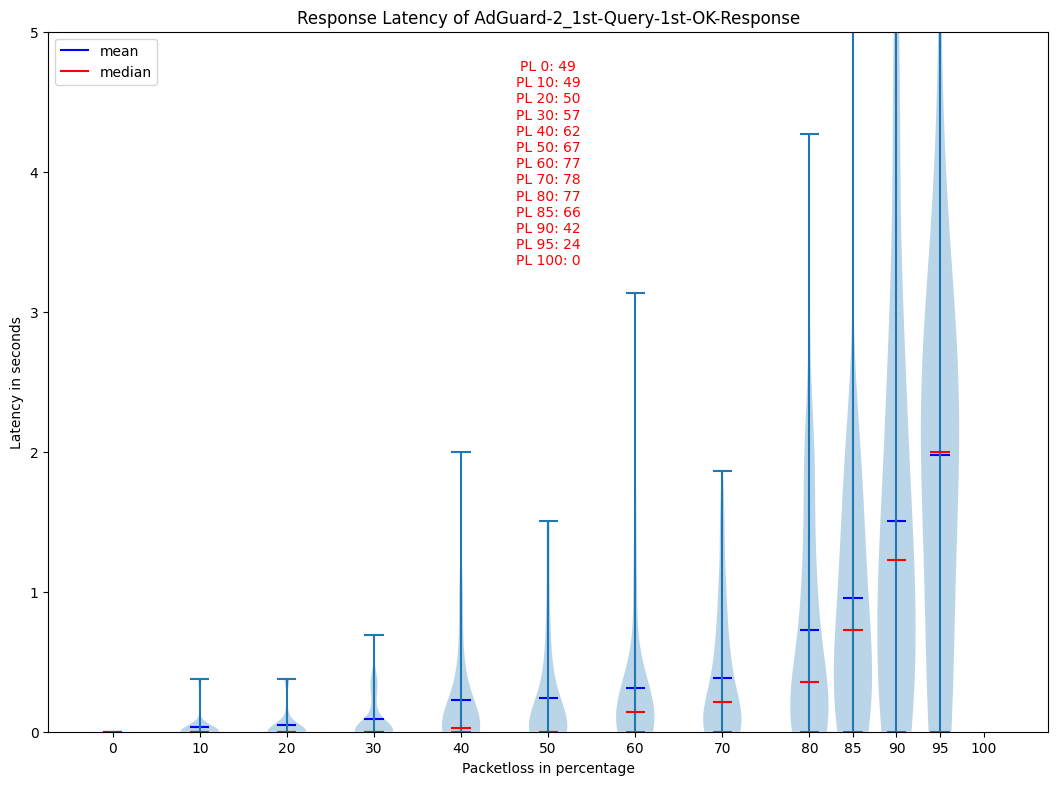 Response Latency of AdGuard-2_1st-Query-1st-OK-Response
mean
median
PL 0: 49
PL 10: 49
PL 20: 50
PL 30: 57
PL 40: 62
PL 50: 67
PL 60: 77
PL 70: 78
PL 80: 77
PL 85: 66
PL 90: 42
PL 95: 24
PL 100: 0
Latency in seconds
5
4
3
2
1
0
0 10 20 30 40 50 60 70 80 85 90 95 100
Packetloss in percentage